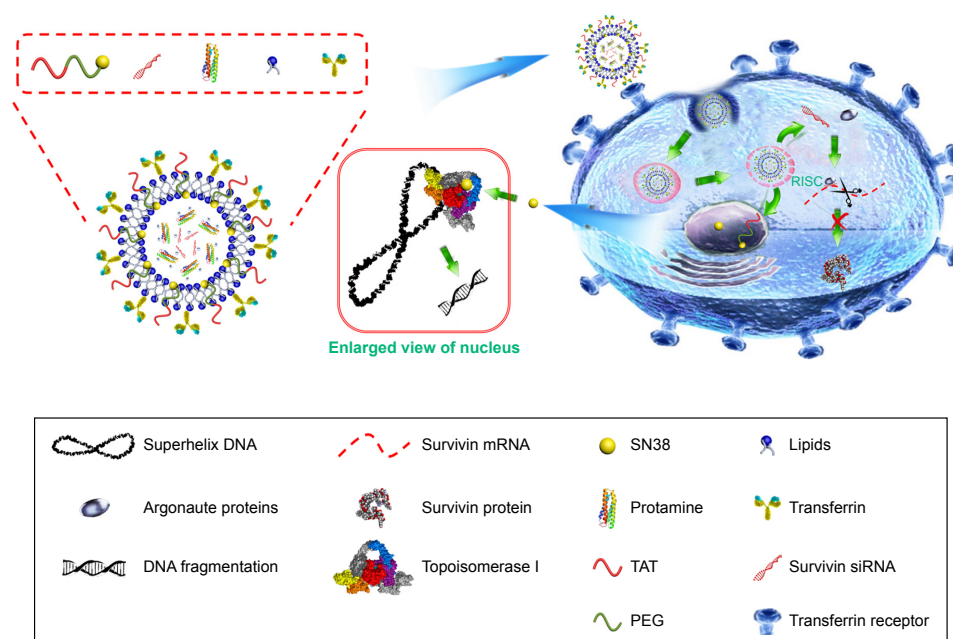 RISC
Enlarged view of nucleus
Superhelix DNA
Survivin mRNA
SN38
Lipids
Argonaute proteins
Survivin protein
Protamine
Transferrin
DNA fragmentation
Topoisomerase I
TAT
Survivin siRNA
PEG
Transferrin receptor